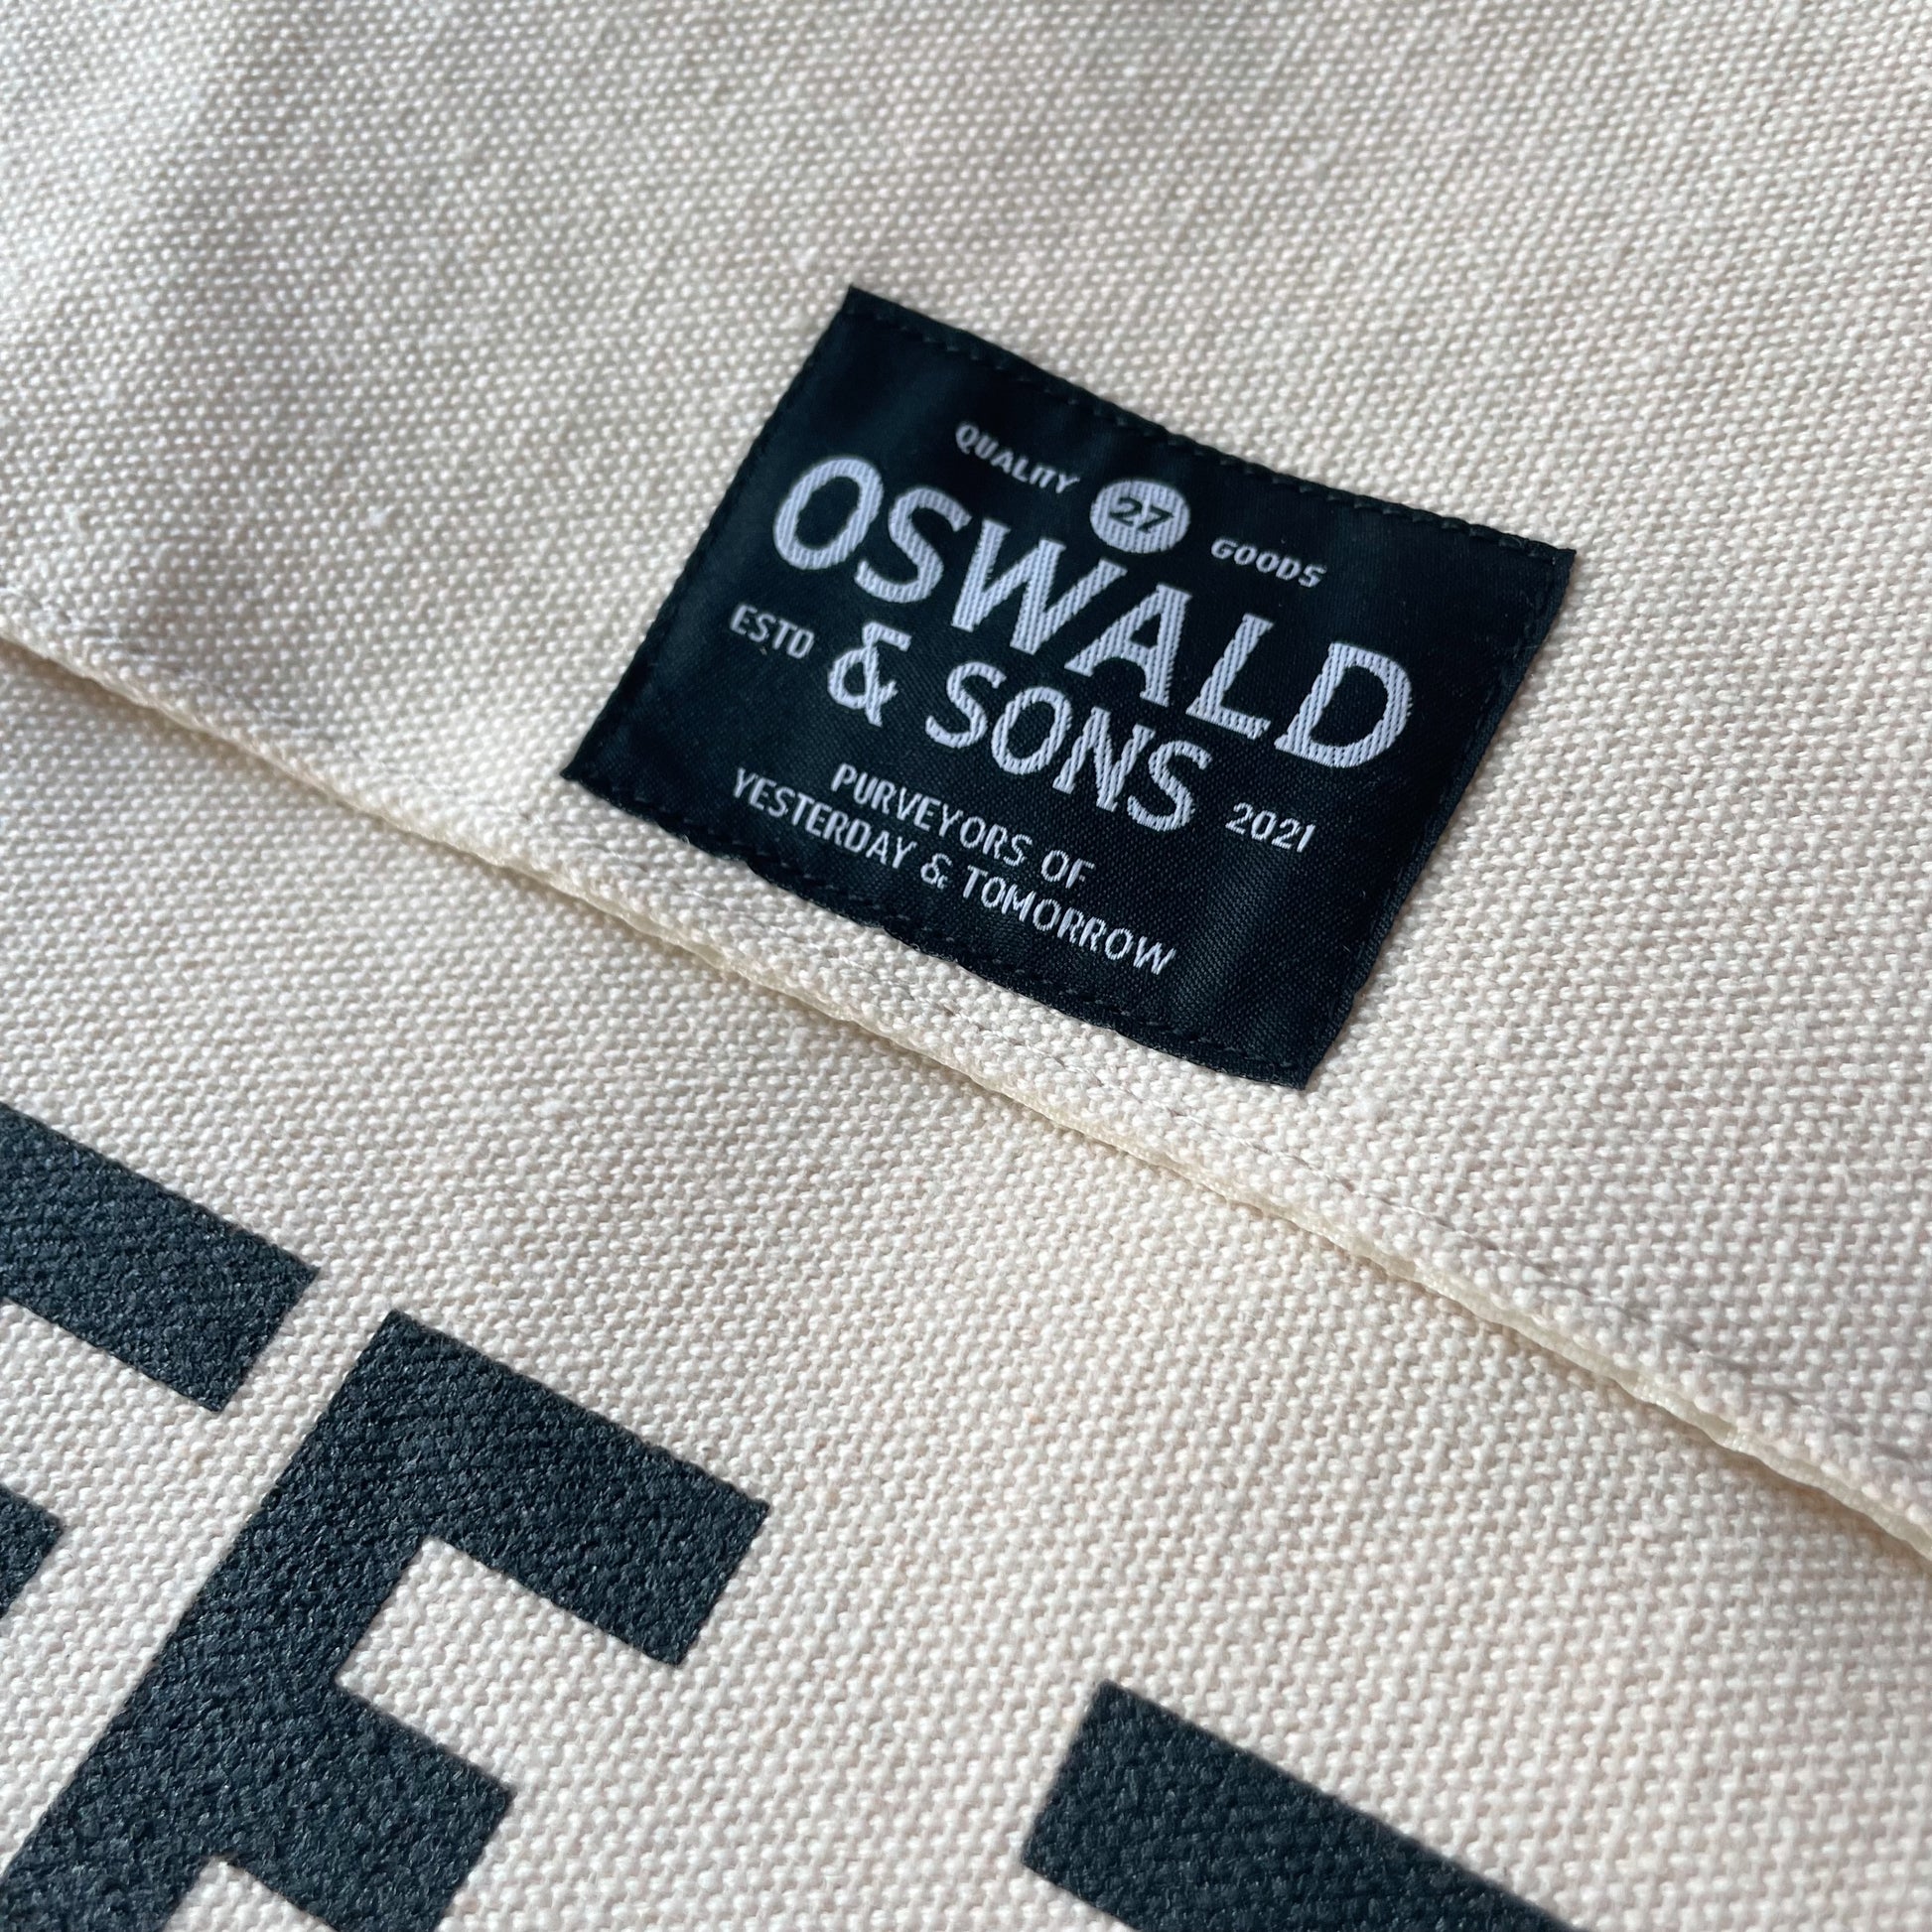 QUALITY 27 GOODS
OSWALD
ESTD & SONS 2021
PURVEYORS OF
YESTERDAY & TOMORROW